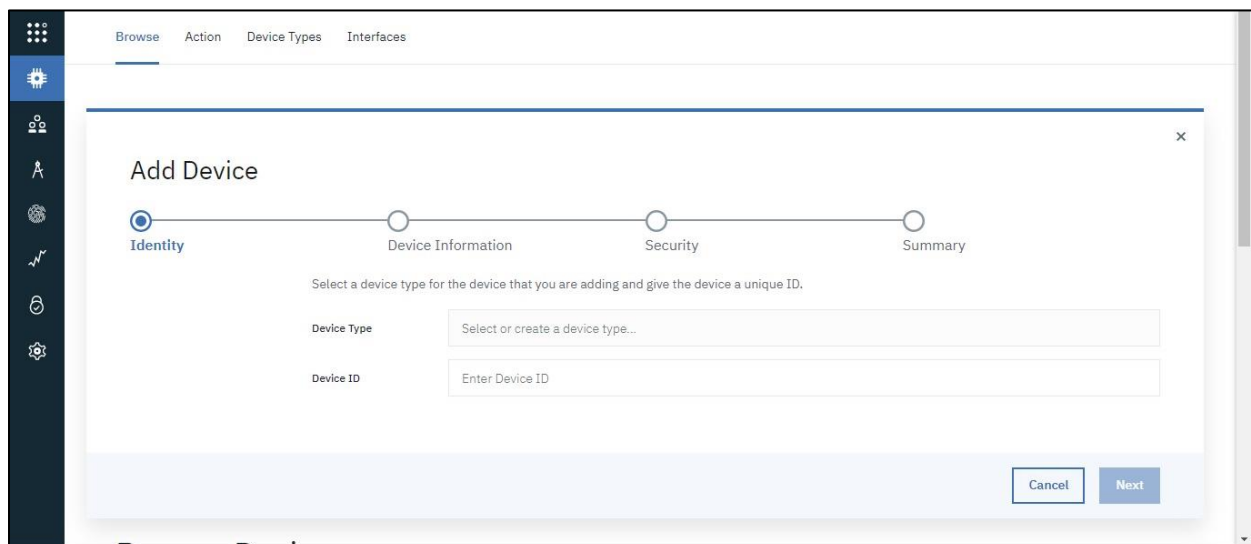 Browse Action Device Types Interfaces
Add Device
Identity Device Information Security Summary
Select a device type for the device that you are adding and give the device a unique ID.
Device Type Select or create a device type...
Device ID Enter Device ID
Cancel Next